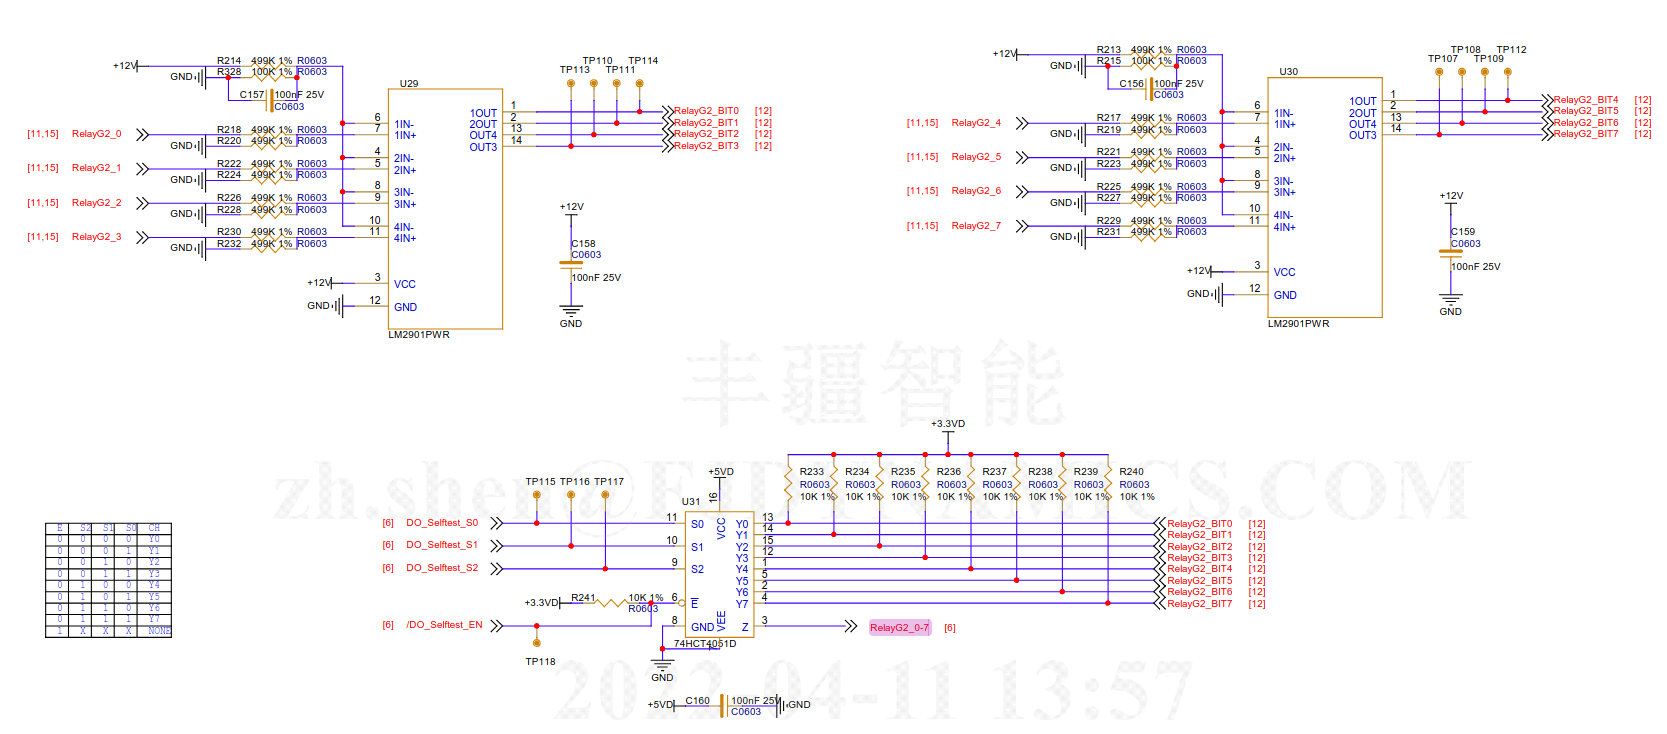 +12V
R214 499K 1% R0603
GND R328 100K 1% R0603
C157 100nF 25V
C0603
U29
TP110 TP114
TP113 TP111
1 1OUT RelayG2_BIT0 [12]
2 2OUT RelayG2_BIT1 [12]
13 OUT4 RelayG2_BIT2 [12]
14 OUT3 RelayG2_BIT3 [12]
6 1IN-
7 1IN+
4 2IN-
5 2IN+
8 3IN-
9 3IN+
10 4IN-
11 4IN+
[11,15] RelayG2_0 R218 499K 1% R0603
GND R220 499K 1% R0603
[11,15] RelayG2_1 R222 499K 1% R0603
GND R224 499K 1% R0603
[11,15] RelayG2_2 R226 499K 1% R0603
GND R228 499K 1% R0603
[11,15] RelayG2_3 R230 499K 1% R0603
GND R232 499K 1% R0603
+12V 3 VCC
GND 12 GND
LM2901PWR
+12V
C158
C0603
100nF 25V
GND
+12V
R213 499K 1% R0603
GND R215 100K 1% R0603
C156 100nF 25V
C0603
U30
TP108 TP112
TP107 TP109
1 1OUT RelayG2_BIT4 [12]
2 2OUT RelayG2_BIT5 [12]
13 OUT4 RelayG2_BIT6 [12]
14 OUT3 RelayG2_BIT7 [12]
6 1IN-
7 1IN+
4 2IN-
5 2IN+
8 3IN-
9 3IN+
10 4IN-
11 4IN+
[11,15] RelayG2_4 R217 499K 1% R0603
GND R219 499K 1% R0603
[11,15] RelayG2_5 R221 499K 1% R0603
GND R223 499K 1% R0603
[11,15] RelayG2_6 R225 499K 1% R0603
GND R227 499K 1% R0603
[11,15] RelayG2_7 R229 499K 1% R0603
GND R231 499K 1% R0603
+12V 3 VCC
GND 12 GND
LM2901PWR
+12V
C159
C0603
100nF 25V
GND
丰疆智能
2022-04-11 13:57
E S2 S1 S0 CH
0 0 0 0 Y0
0 0 0 1 Y1
0 0 1 0 Y2
0 0 1 1 Y3
0 1 0 0 Y4
0 1 0 1 Y5
0 1 1 0 Y6
0 1 1 1 Y7
1 X X X NONE
+3.3VD
R233 R234 R235 R236 R237 R238 R239 R240
R0603 R0603 R0603 R0603 R0603 R0603 R0603 R0603
10K 1% 10K 1% 10K 1% 10K 1% 10K 1% 10K 1% 10K 1% 10K 1%
+5VD
TP115 TP116 TP117
U31
16 VCC
[6] DO_Selftest_S0 11 S0
[6] DO_Selftest_S1 10 S1
[6] DO_Selftest_S2 9 S2
+3.3VD R241 10K 1% 6 E
R0603
[6] /DO_Selftest_EN 8 GND
TP118
VEE
7
74HCT4051D
GND
Y0 13 RelayG2_BIT0 [12]
Y1 14 RelayG2_BIT1 [12]
Y2 15 RelayG2_BIT2 [12]
Y3 12 RelayG2_BIT3 [12]
Y4 1 RelayG2_BIT4 [12]
Y5 5 RelayG2_BIT5 [12]
Y6 2 RelayG2_BIT6 [12]
Y7 4 RelayG2_BIT7 [12]
Z 3 RelayG2_0-7 [6]
+5VD C160 100nF 25V GND
C0603